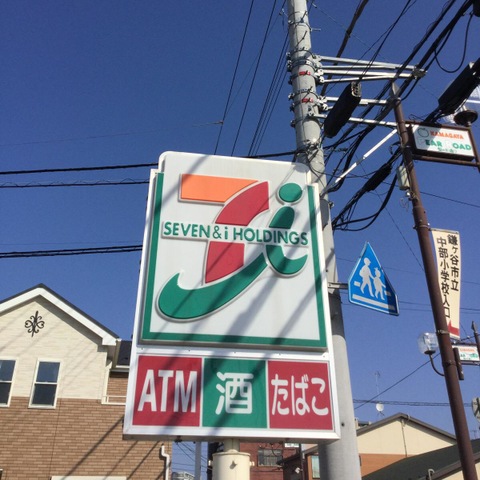 SEVEN & i HOLDINGS
ATM
酒
たばこ
KAMAGAYA
鎌ケ谷市立
中部小学校入口